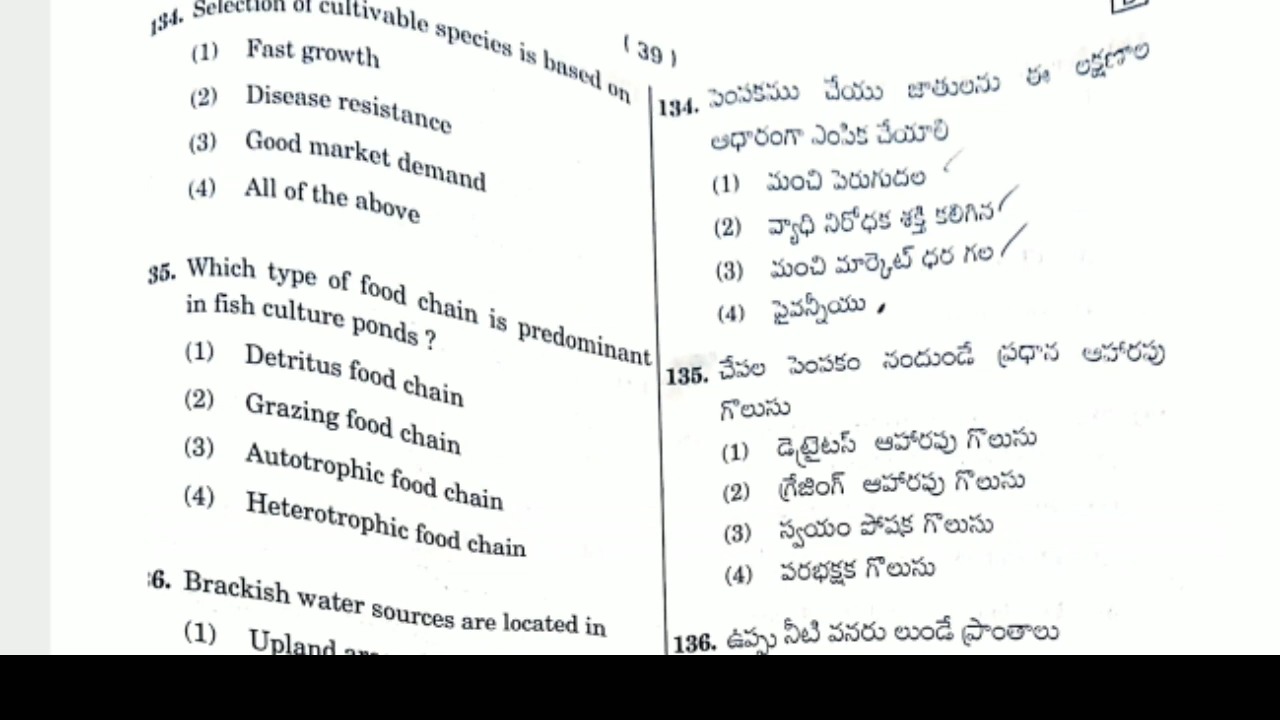 ( 39 )
134. Selection of cultivable species is based on
(1) Fast growth
(2) Disease resistance
(3) Good market demand
(4) All of the above
35. Which type of food chain is predominant
in fish culture ponds ?
(1) Detritus food chain
(2) Grazing food chain
(3) Autotrophic food chain
(4) Heterotrophic food chain
6. Brackish water sources are located in
(1) Upland
134. పెంపకము చేయు జాతులను ఈ లక్షణాల
ఆధారంగా ఎంపిక చేయాలి
(1) మంచి పెరుగుదల
(2) వ్యాధి నిరోధక శక్తి కలిగిన
(3) మంచి మార్కెట్ ధర గల
(4) పైవన్నీయు
135. చేపల పెంపకం నందుండే ప్రధాన ఆహారపు
గొలుసు
(1) డెట్రైటస్ ఆహారపు గొలుసు
(2) గ్రేజింగ్ ఆహారపు గొలుసు
(3) స్వయం పోషక గొలుసు
(4) పరభక్షక గొలుసు
136. ఉప్పు నీటి వనరు లుండే ప్రాంతాలు